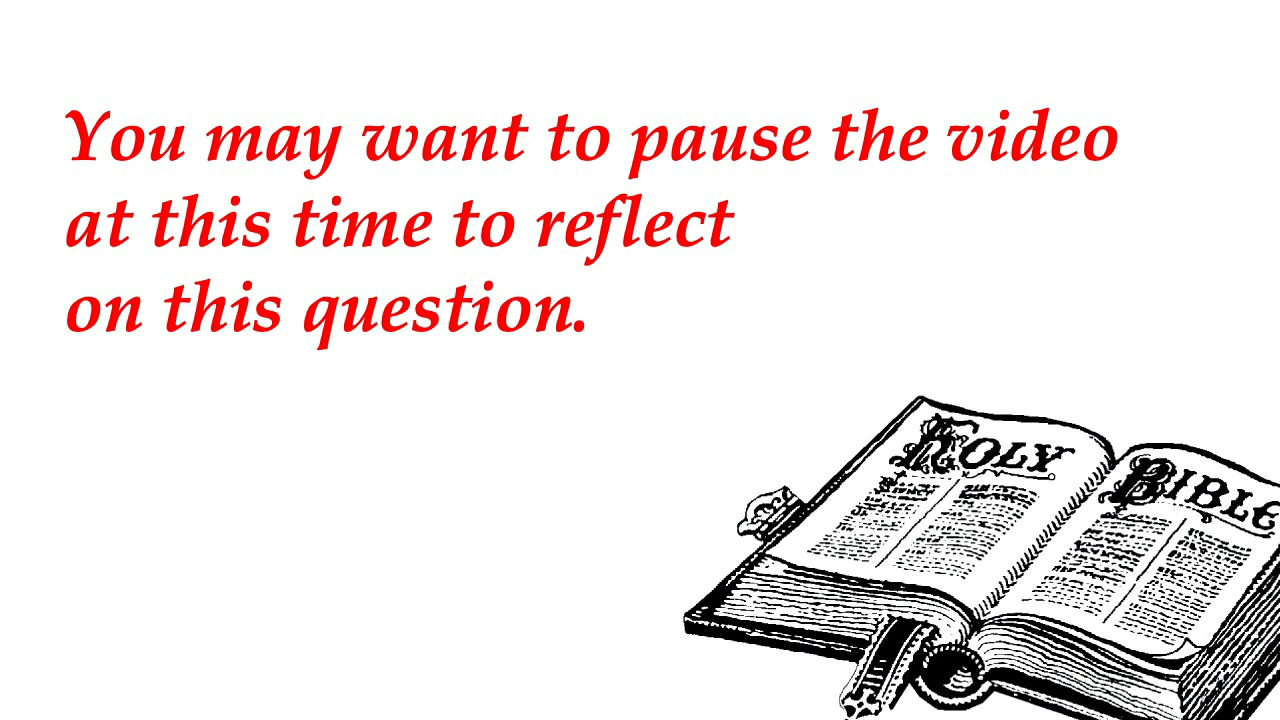 You may want to pause the video
at this time to reflect
on this question.
HOLY BIBLE